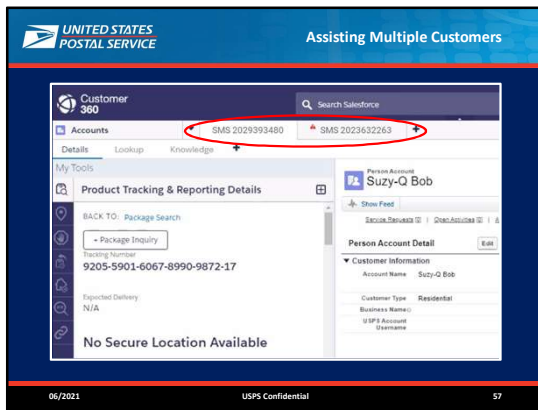 UNITED STATES
POSTAL SERVICE
Assisting Multiple Customers
Customer
360
Search Salesforce
Accounts
SMS 2029393480
SMS 2023632263
Details Lookup Knowledge
My Tools
Product Tracking & Reporting Details
BACK TO: Package Search
+ Package Inquiry
Tracking Number
9205-5901-6067-8990-9872-17
Expected Delivery
N/A
No Secure Location Available
Person Account
Suzy-Q Bob
Show Feed
Service Requests | Open Activities |
Person Account Detail Edit
Customer Information
Account Name Suzy-Q Bob
Customer Type Residential
Business Name
USPS Account
Username
06/2021 USPS Confidential 57